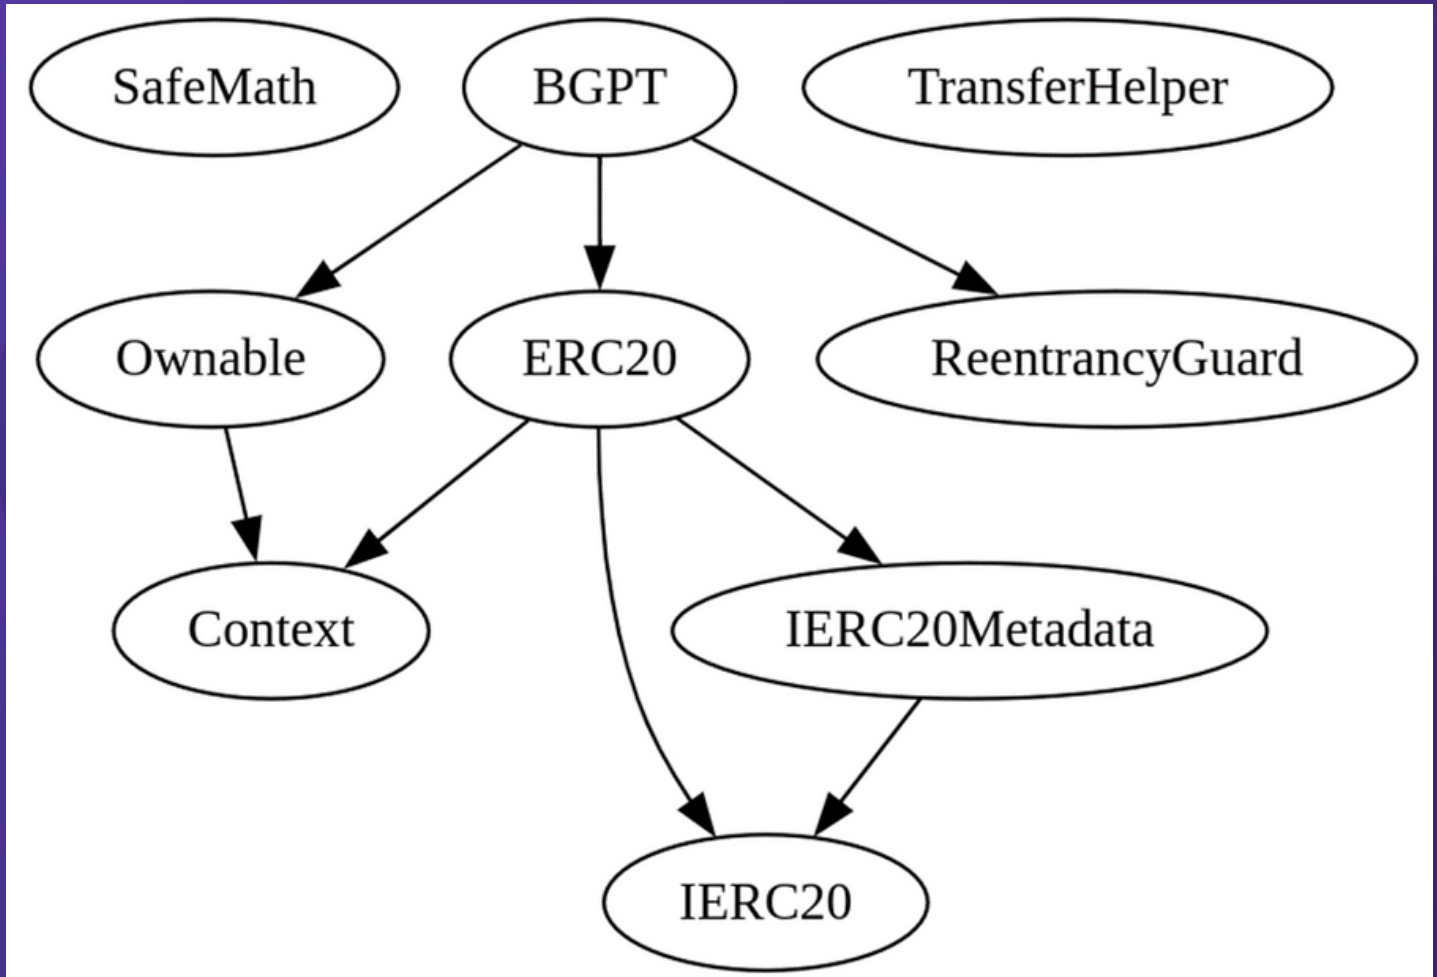 SafeMath
BGPT
TransferHelper
Ownable
ERC20
ReentrancyGuard
Context
IERC20Metadata
IERC20